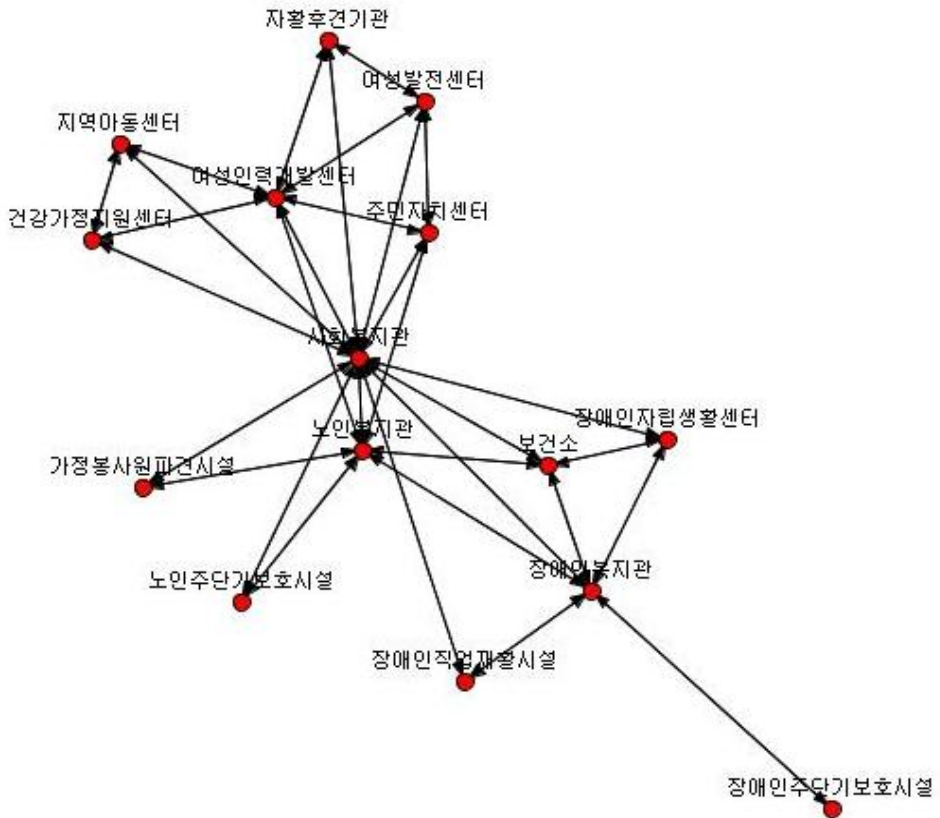 자활후견기관
여성발전센터
지역아동센터
여성인력개발센터
주민자치센터
건강가정지원센터
사회복지관
장애인자립생활센터
노인복지관
보건소
가정봉사원파견시설
장애인복지관
노인주단기보호시설
장애인직업재활시설
장애인주단기보호시설